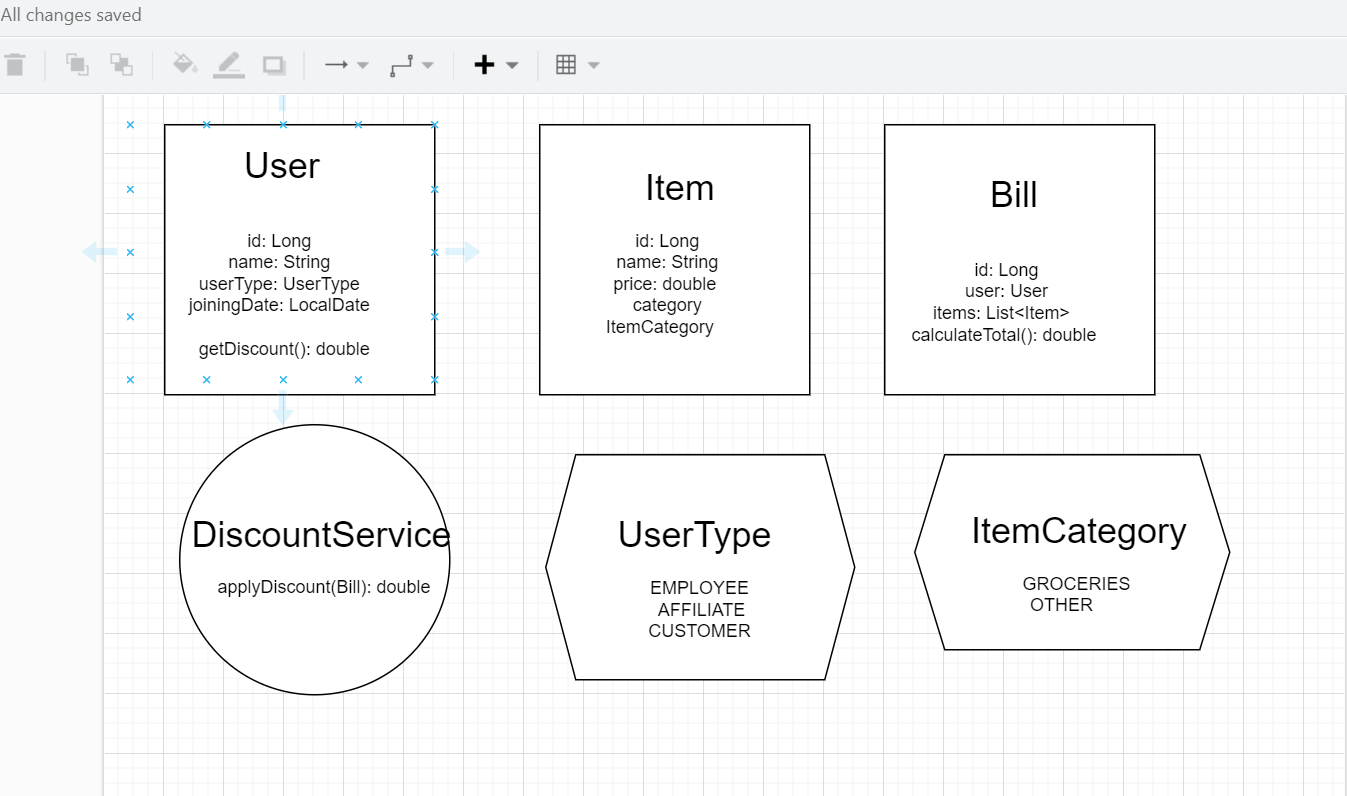 All changes saved
User
id: Long
name: String
userType: UserType
joiningDate: LocalDate
getDiscount(): double
Item
id: Long
name: String
price: double
category
ItemCategory
Bill
id: Long
user: User
items: List<Item>
calculateTotal(): double
DiscountService
applyDiscount(Bill): double
UserType
EMPLOYEE
AFFILIATE
CUSTOMER
ItemCategory
GROCERIES
OTHER